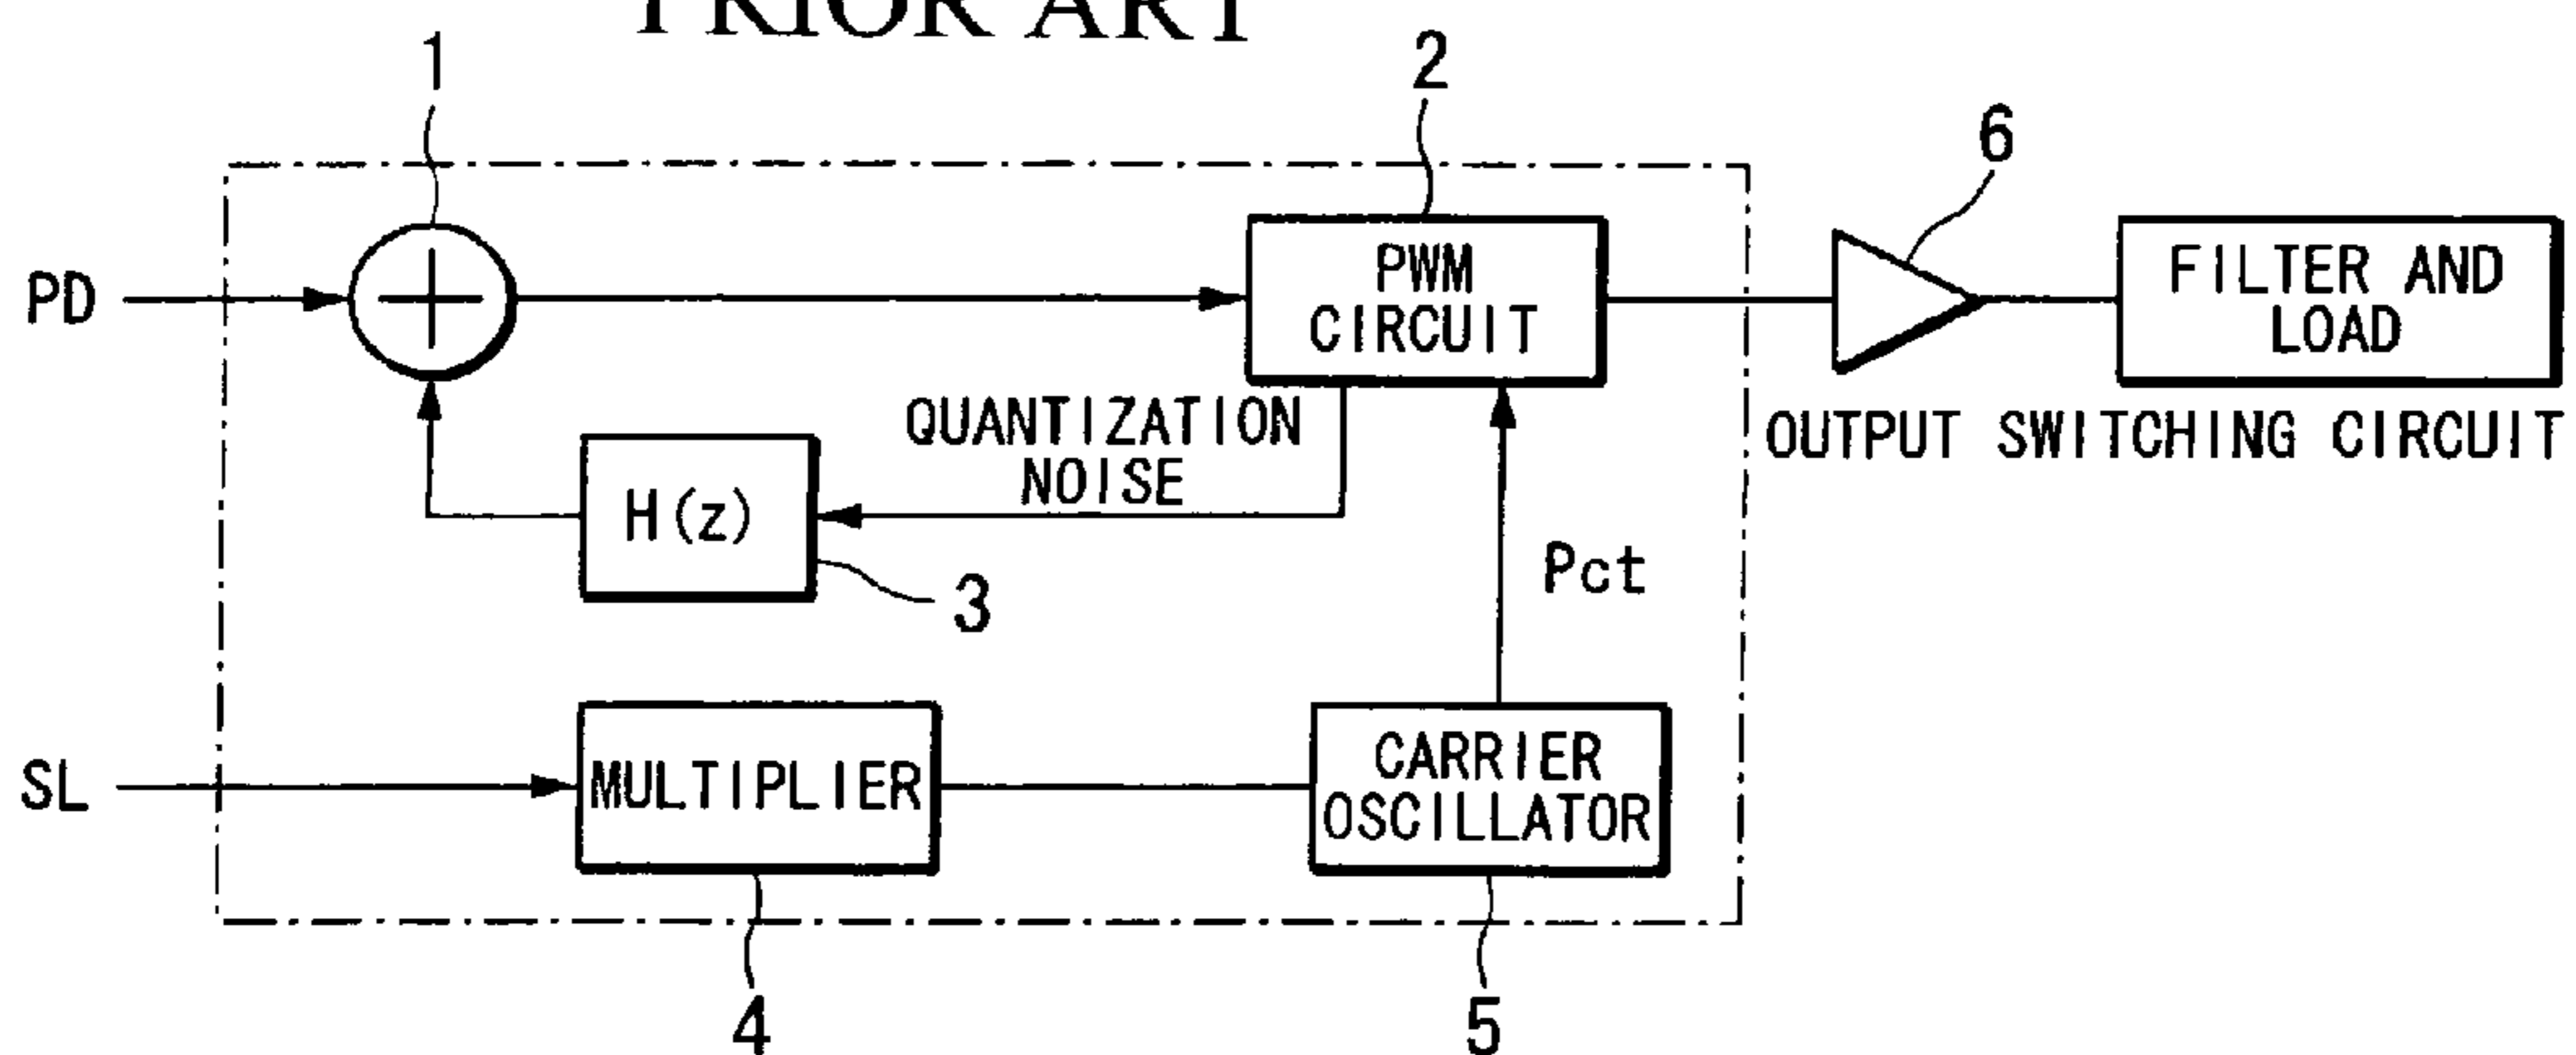 PRIOR ART
1
2
6
PD
PWM
CIRCUIT
FILTER AND
LOAD
QUANTIZATION
NOISE
OUTPUT SWITCHING CIRCUIT
H(z)
3
Pct
SL
MULTIPLIER
CARRIER
OSCILLATOR
4
5